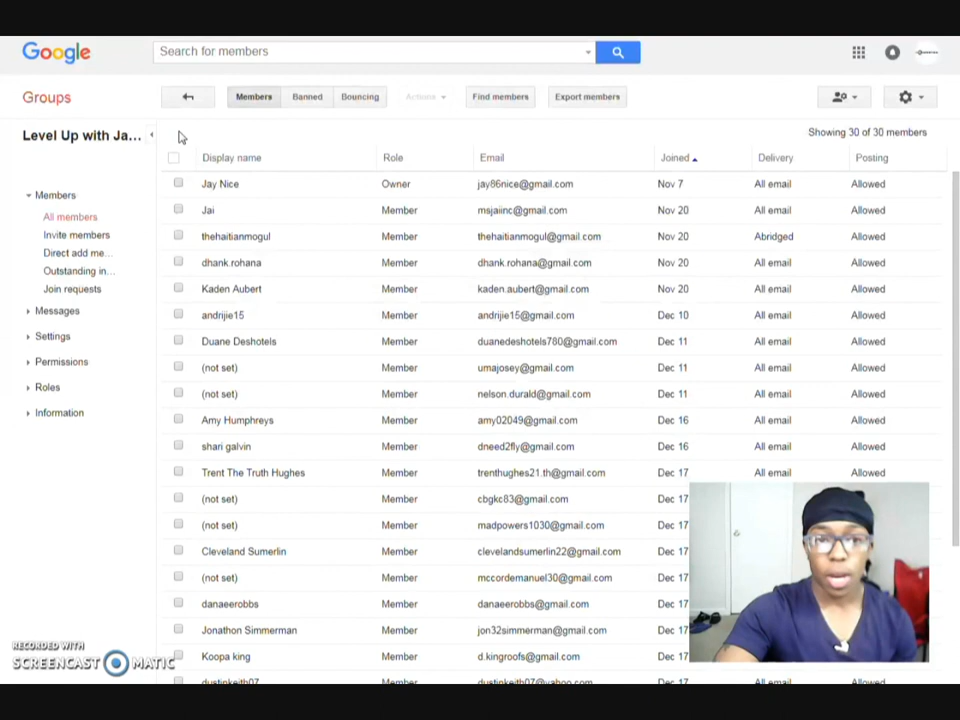 Google
Search for members
Groups
Members Banned Bouncing Actions Find members Export members
Level Up with Ja...
Showing 30 of 30 members
Display name Role Email Joined Delivery Posting
Members
All members
Invite members
Direct add me...
Outstanding in...
Join requests
Messages
Settings
Permissions
Roles
Information
Jay Nice Owner jay86nice@gmail.com Nov 7 All email Allowed
Jai Member msjaiinc@gmail.com Nov 20 All email Allowed
thehaitianmogul Member thehaitianmogul@gmail.com Nov 20 Abridged Allowed
dhank.rohana Member dhank.rohana@gmail.com Nov 20 All email Allowed
Kaden Aubert Member kaden.aubert@gmail.com Nov 20 All email Allowed
andrijie15 Member andrijie15@gmail.com Dec 10 All email Allowed
Duane Deshotels Member duanedeshotels780@gmail.com Dec 11 All email Allowed
(not set) Member umajosey@gmail.com Dec 11 All email Allowed
(not set) Member nelson.durald@gmail.com Dec 11 All email Allowed
Amy Humphreys Member amy02049@gmail.com Dec 16 All email Allowed
shari galvin Member dneed2fly@gmail.com Dec 16 All email Allowed
Trent The Truth Hughes Member trenthughes21.th@gmail.com Dec 17 All email Allowed
(not set) Member cbgkc83@gmail.com Dec 17
(not set) Member madpowers1030@gmail.com Dec 17
Cleveland Sumerlin Member clevelandsumerlin22@gmail.com Dec 17
(not set) Member mccordemanuel30@gmail.com Dec 17
danaeerobbs Member danaeerobbs@gmail.com Dec 17
Jonathon Simmerman Member jon32simmerman@gmail.com Dec 17
Koopa king Member d.kingroofs@gmail.com Dec 17
dustinkeith07 Member dustinkeith07@yahoo.com Dec 17 All email Allowed
RECORDED WITH
SCREENCAST MATIC